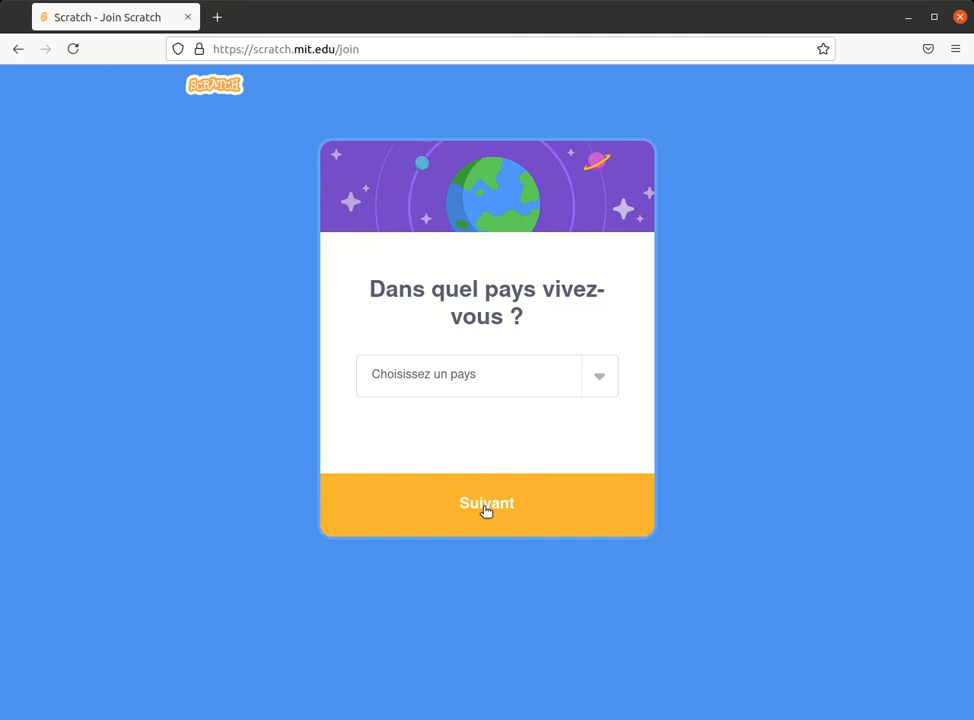 Scratch - Join Scratch
https://scratch.mit.edu/join
SCRATCH
Dans quel pays vivez-
vous ?
Choisissez un pays
Suivant